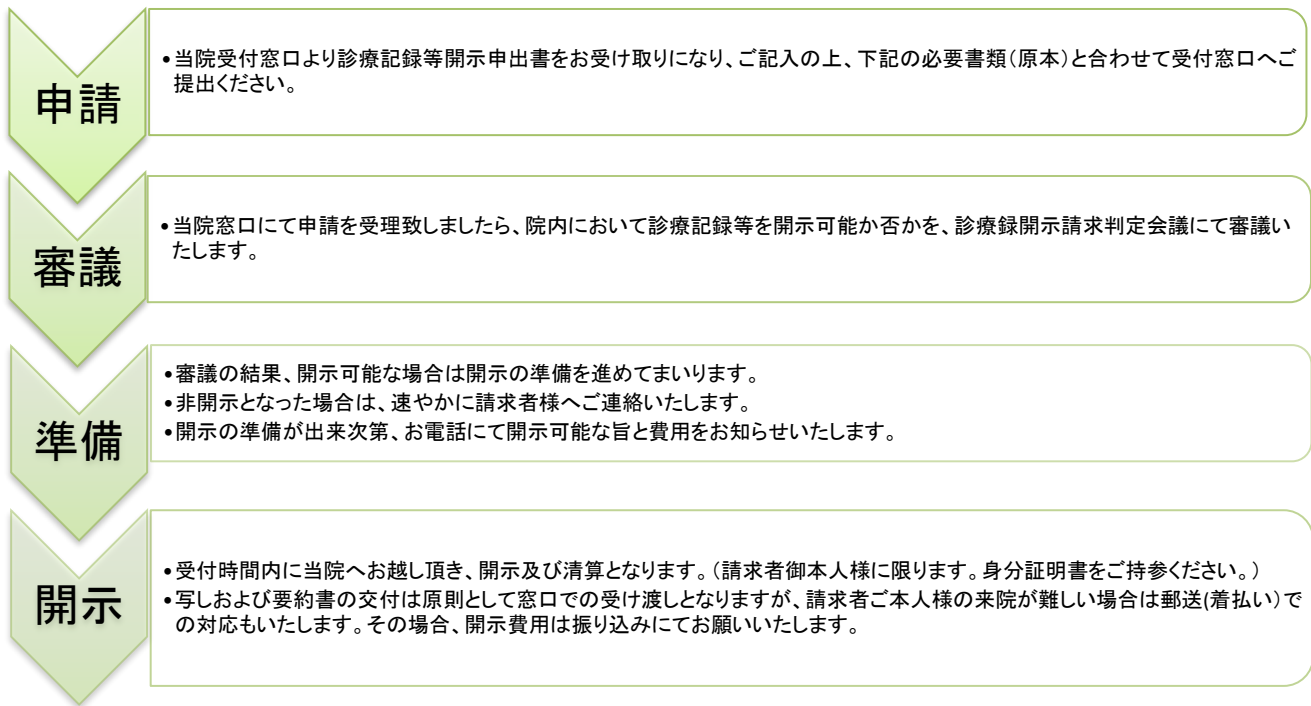 申請
•当院受付窓口より診療記録等開示申出書をお受け取りになり、ご記入の上、下記の必要書類(原本)と合わせて受付窓口へご
提出ください。
審議
•当院窓口にて申請を受理致しましたら、院内において診療記録等を開示可能か否かを、診療録開示請求判定会議にて審議い
たします。
準備
•審議の結果、開示可能な場合は開示の準備を進めてまいります。
•非開示となった場合は、速やかに請求者様へご連絡いたします。
•開示の準備が出来次第、お電話にて開示可能な旨と費用をお知らせいたします。
開示
•受付時間内に当院へお越し頂き、開示及び清算となります。(請求者御本人様に限ります。身分証明書をご持参ください。)
•写しおよび要約書の交付は原則として窓口での受け渡しとなりますが、請求者ご本人様の来院が難しい場合は郵送(着払い)で
の対応もいたします。その場合、開示費用は振り込みにてお願いいたします。